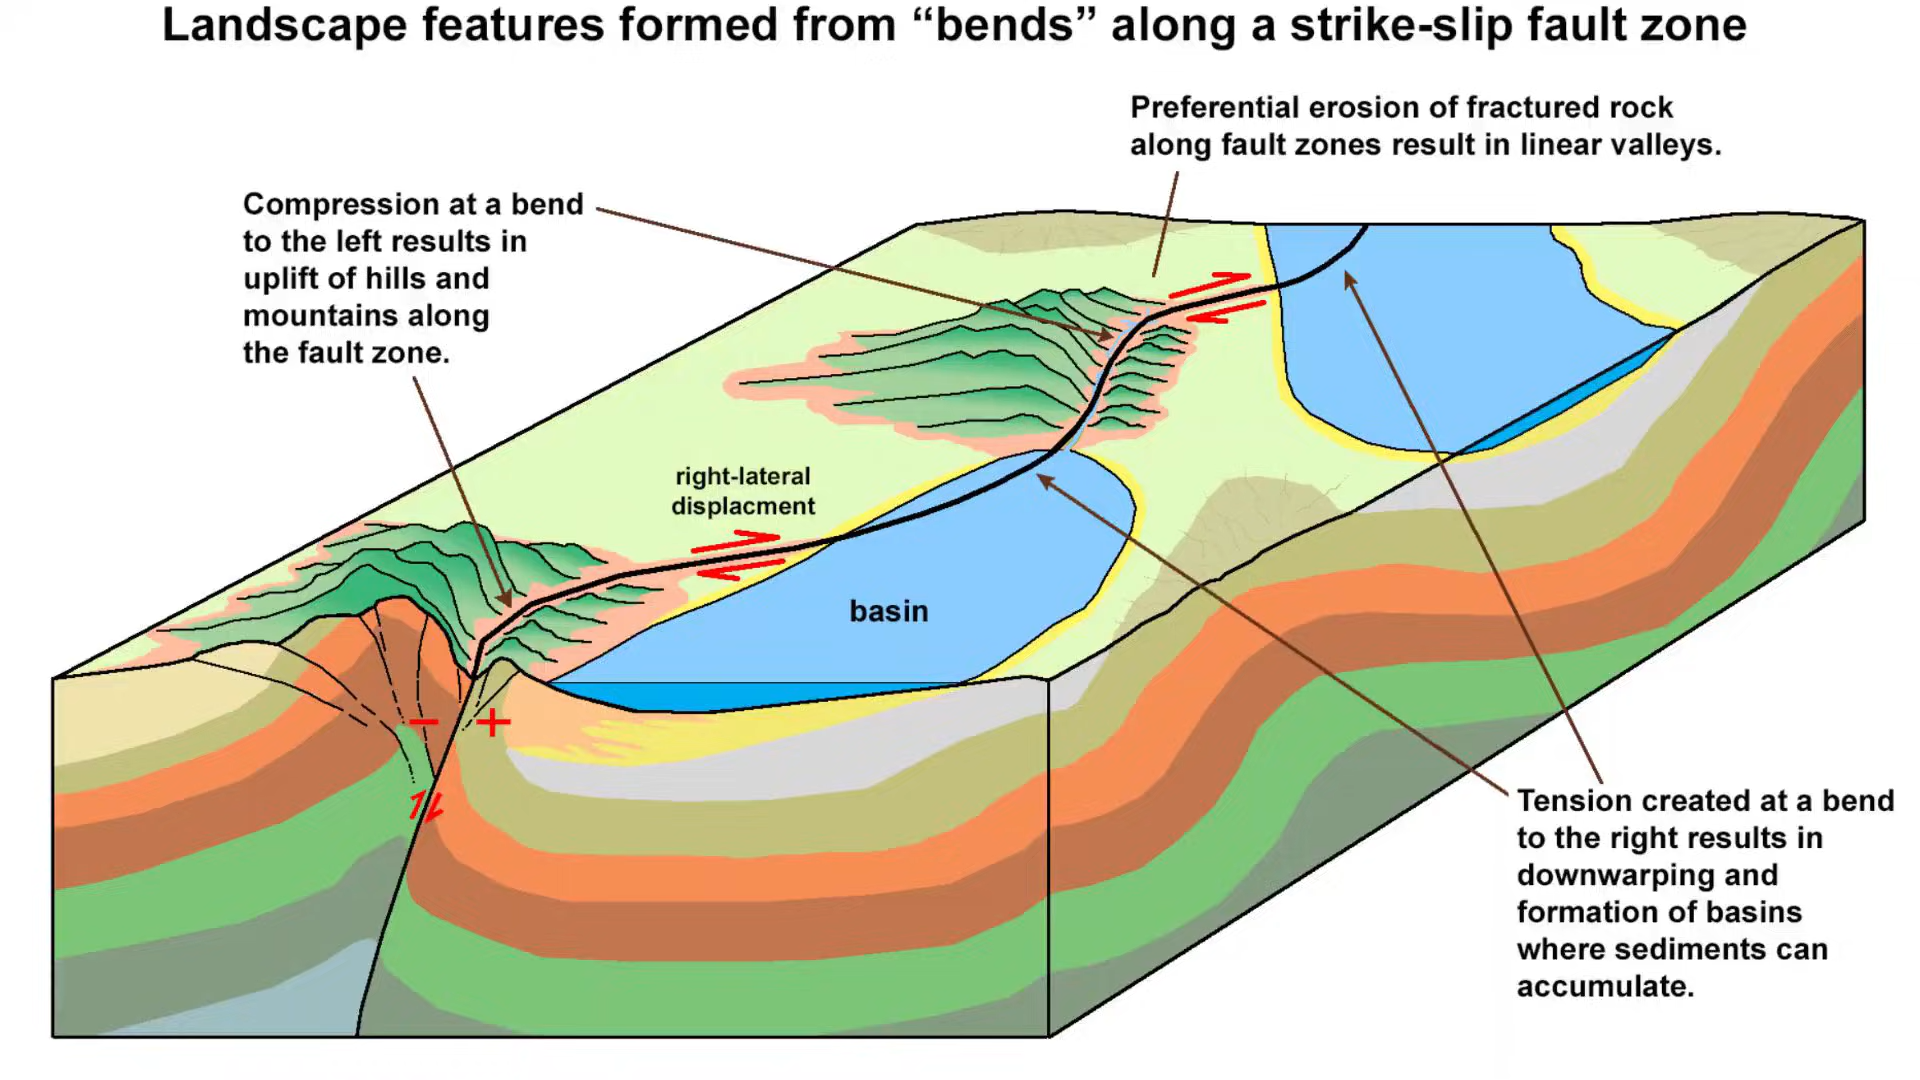 Landscape features formed from “bends” along a strike-slip fault zone
Preferential erosion of fractured rock
along fault zones result in linear valleys.
Compression at a bend
to the left results in
uplift of hills and
mountains along
the fault zone.
right-lateral
displacment
basin
− +
Tension created at a bend
to the right results in
downwarping and
formation of basins
where sediments can
accumulate.